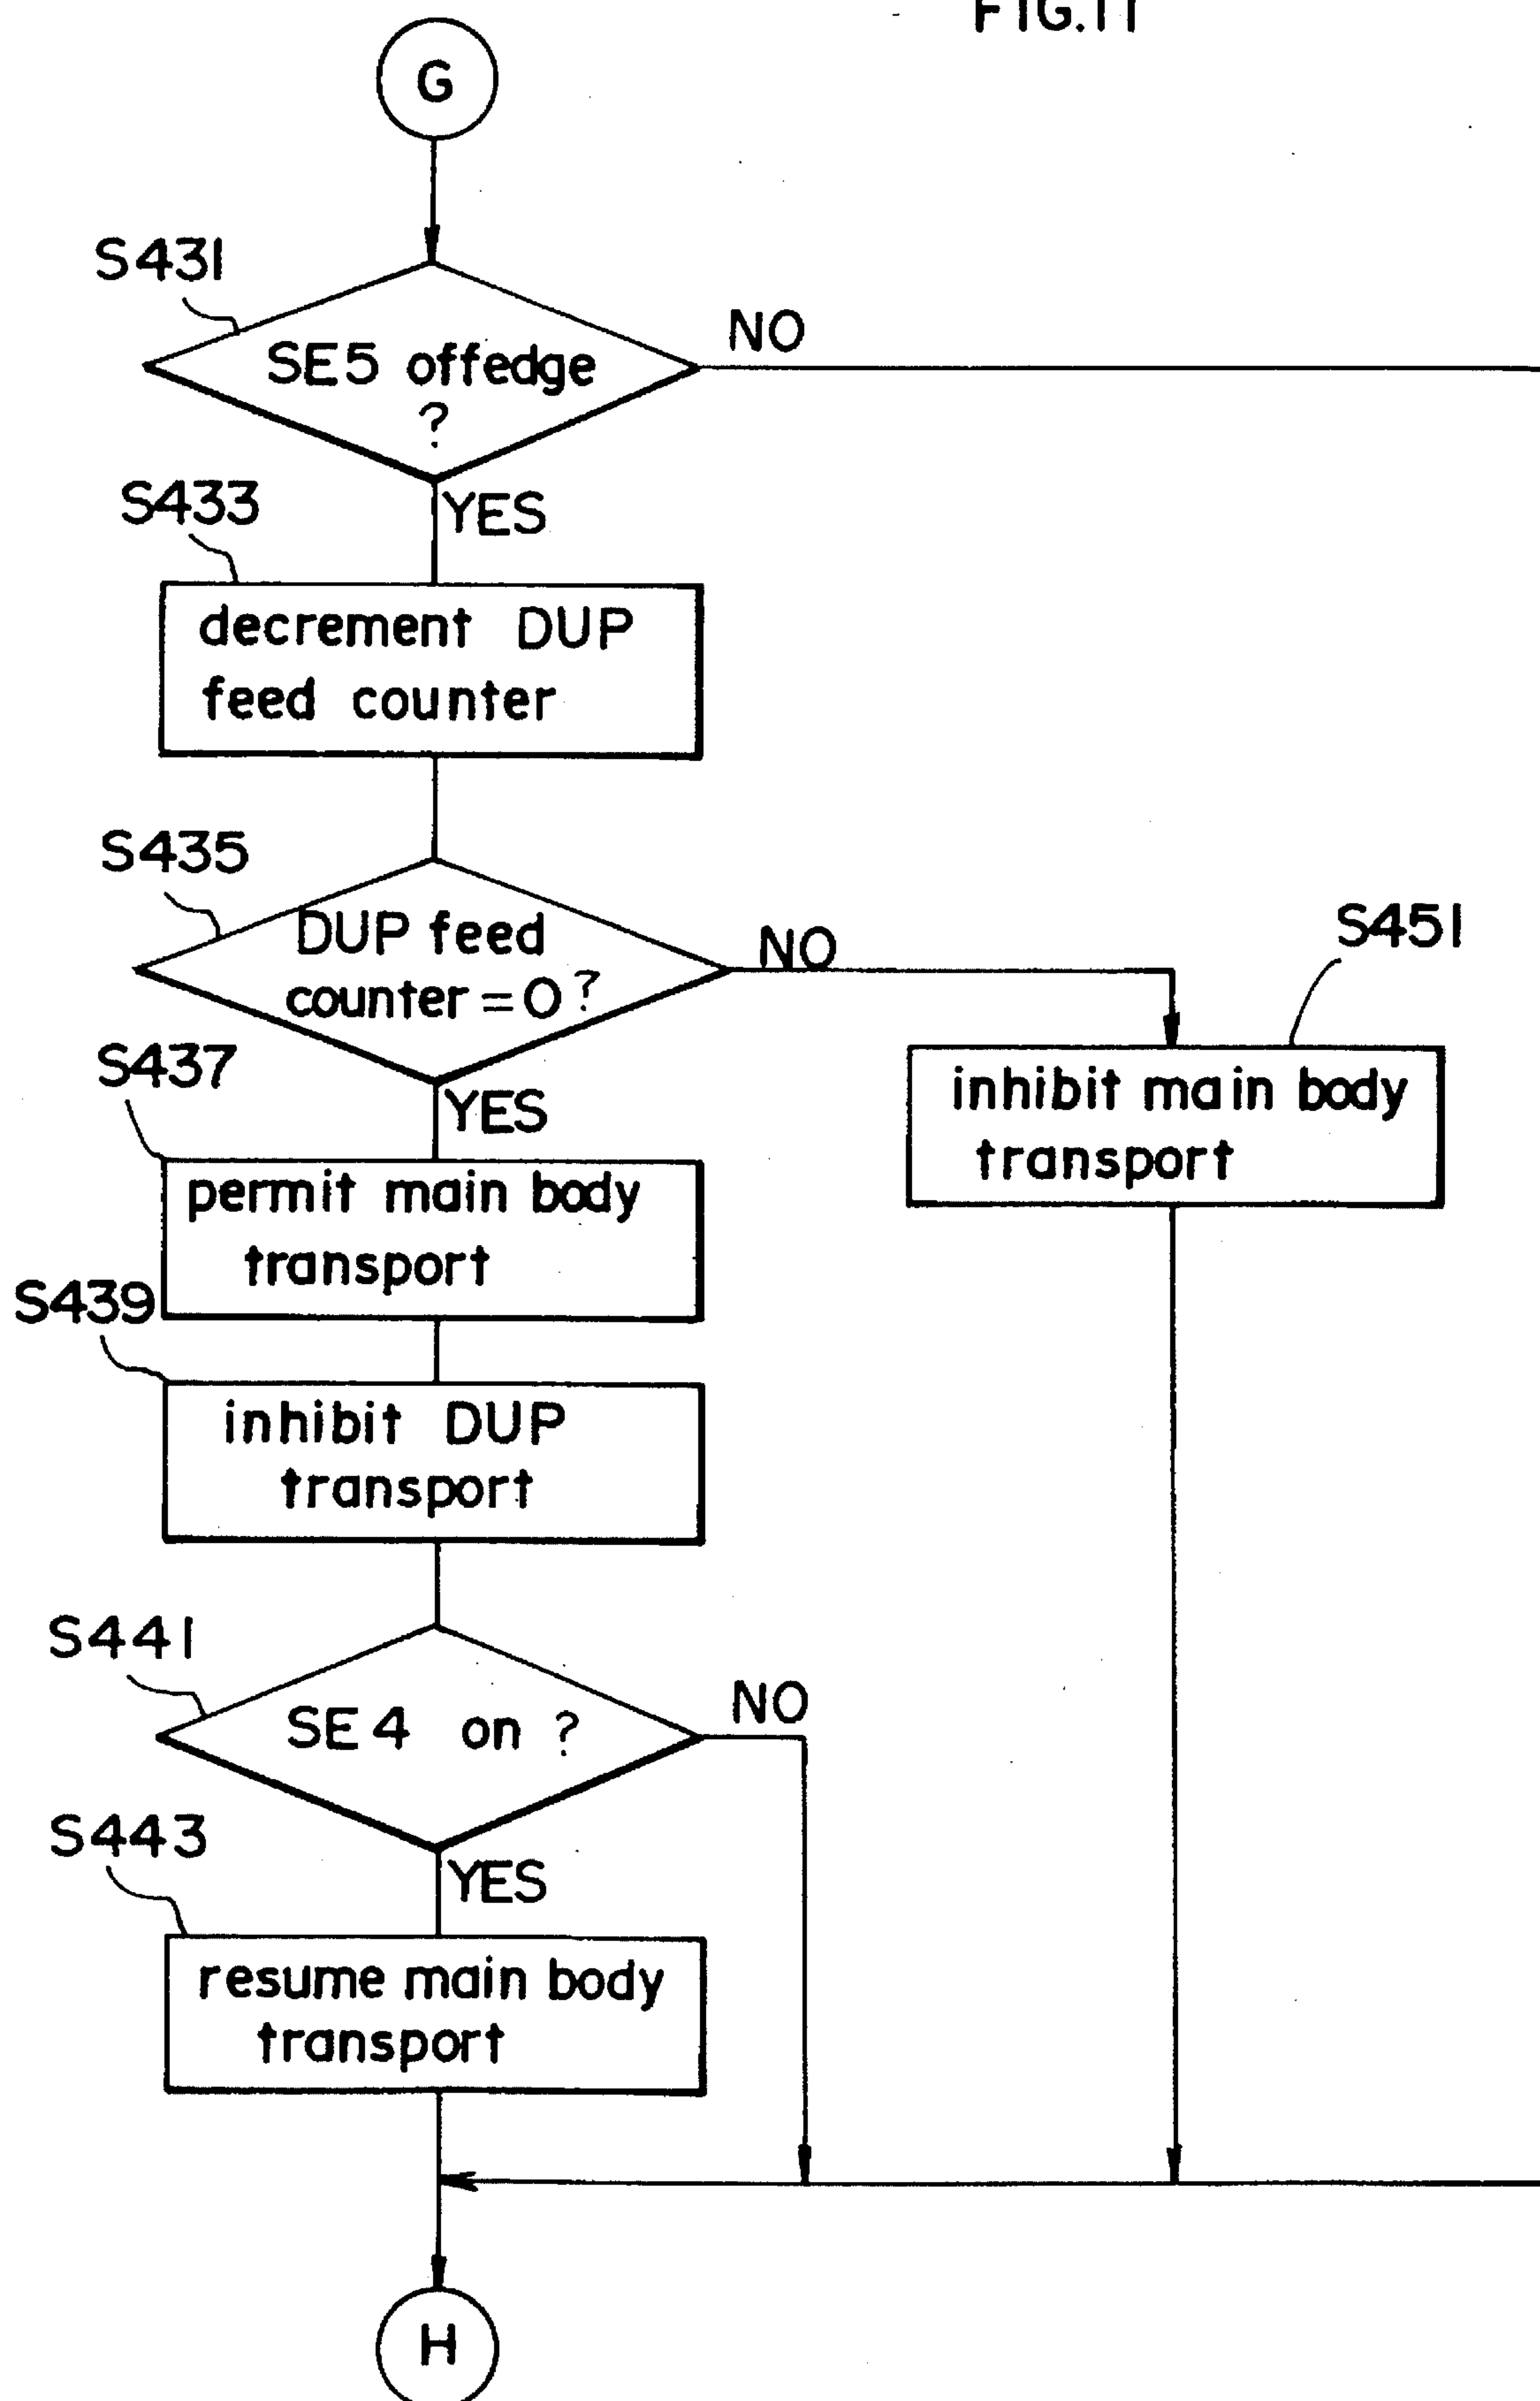 FIG.11
G
S431
SE5 offedge
?
NO
YES
S433
decrement DUP
feed counter
S435
DUP feed
counter=0?
NO
YES
S451
inhibit main body
transport
S437
permit main body
transport
S439
inhibit DUP
transport
S441
SE4 on ?
NO
YES
S443
resume main body
transport
H